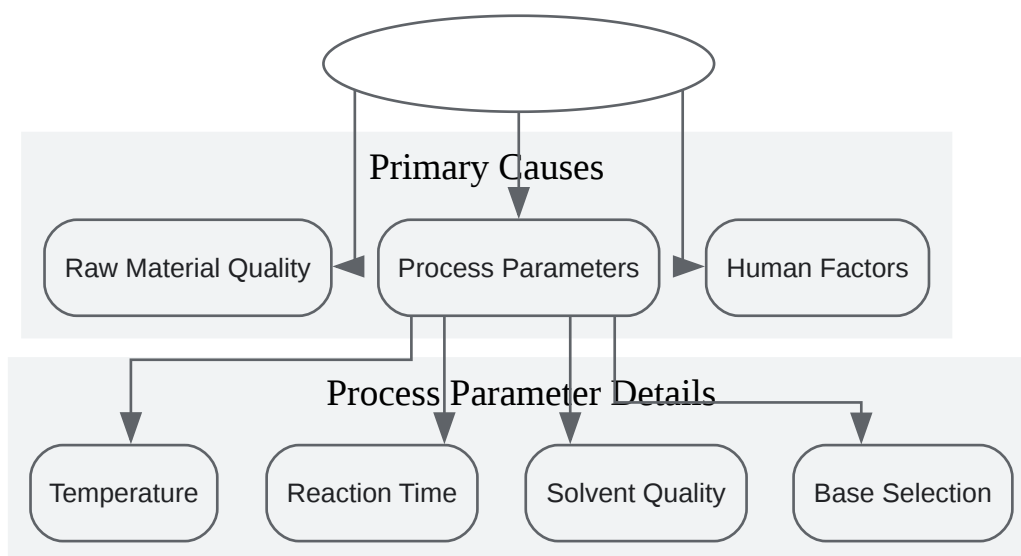 Primary Causes
Raw Material Quality
Process Parameters
Human Factors
Process Parameter Details
Temperature
Reaction Time
Solvent Quality
Base Selection